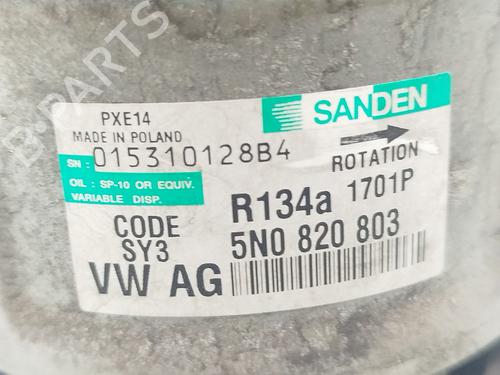 B-PARTS
PXE14
MADE IN POLAND
SANDEN
SN: 015310128B4
ROTATION
OIL : SP-10 OR EQUIV.
VARIABLE DISP.
R134a 1701P
CODE
SY3
5N0 820 803
VW AG